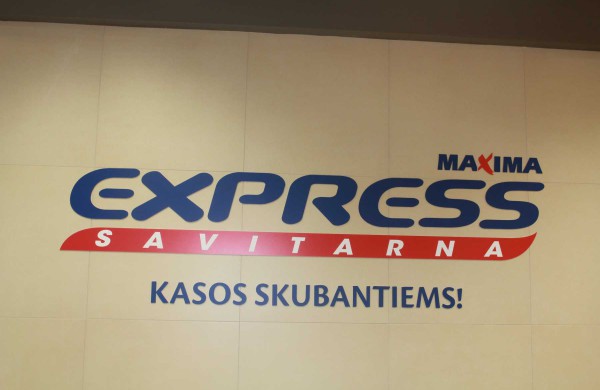 MAXIMA
EXPRESS
SAVITARNA
KASOS SKUBANTIEMS!